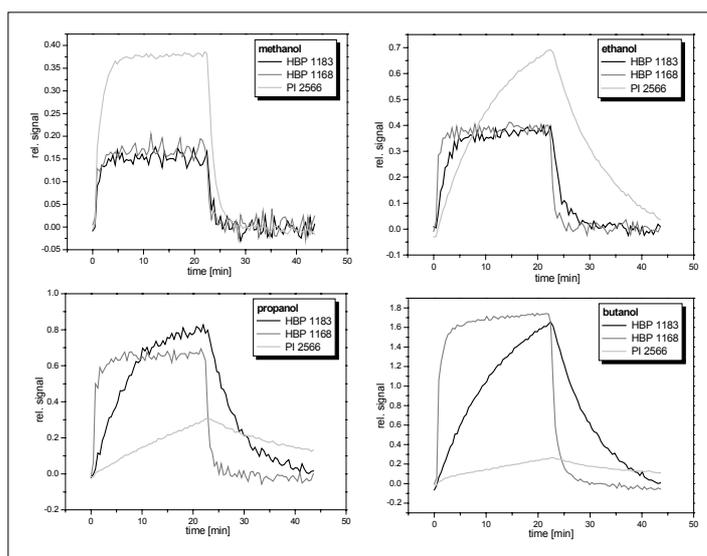 methanol
HBP 1183
HBP 1168
PI 2566
rel. signal
0.40
0.35
0.30
0.25
0.20
0.15
0.10
0.05
0.00
-0.05
0 10 20 30 40 50
time [min]
ethanol
HBP 1183
HBP 1168
PI 2566
rel. signal
0.7
0.6
0.5
0.4
0.3
0.2
0.1
0.0
-0.1
0 10 20 30 40 50
time [min]
propanol
HBP 1183
HBP 1168
PI 2566
rel. signal
1.0
0.8
0.6
0.4
0.2
0.0
-0.2
0 10 20 30 40 50
time [min]
butanol
HBP 1183
HBP 1168
PI 2566
rel. signal
1.8
1.6
1.4
1.2
1.0
0.8
0.6
0.4
0.2
0.0
-0.2
0 10 20 30 40 50
time [min]